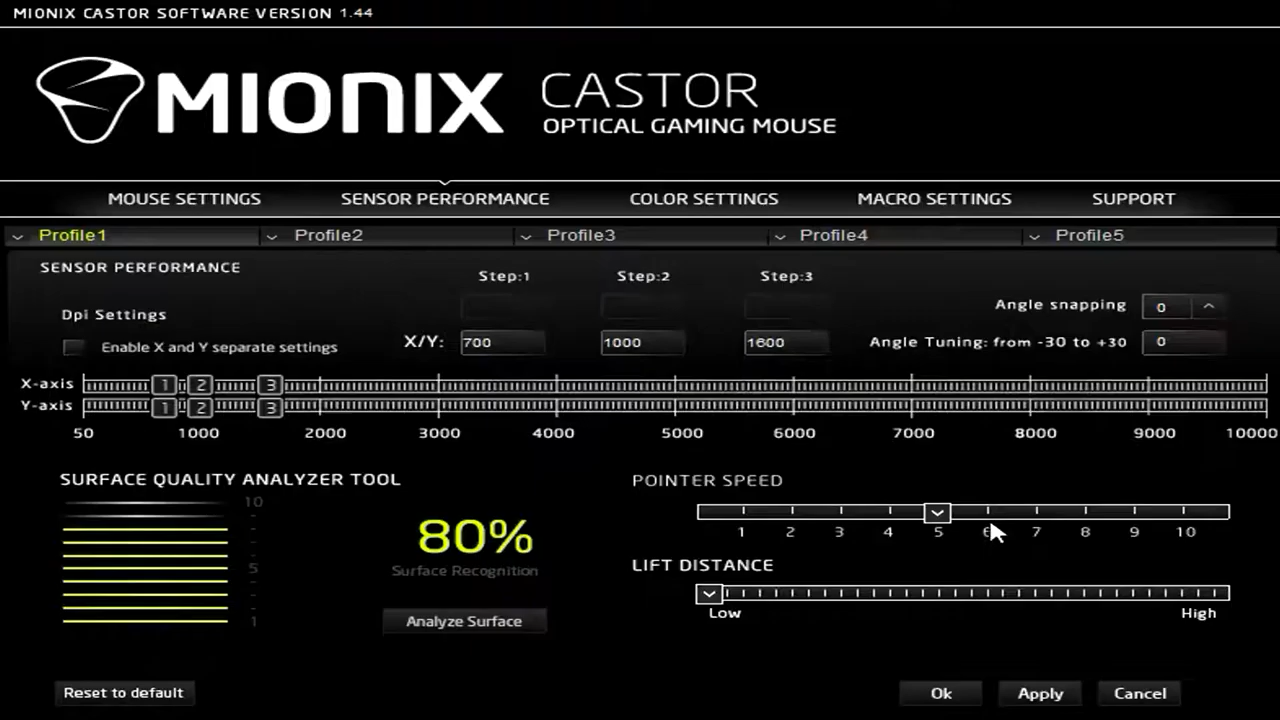 MIONIX CASTOR SOFTWARE VERSION 1.44
MIONIX CASTOR
OPTICAL GAMING MOUSE
MOUSE SETTINGS SENSOR PERFORMANCE COLOR SETTINGS MACRO SETTINGS SUPPORT
Profile1 Profile2 Profile3 Profile4 Profile5
SENSOR PERFORMANCE
Step:1 Step:2 Step:3
Dpi Settings
Angle snapping 0
Enable X and Y separate settings
X/Y: 700 1000 1600
Angle Tuning: from -30 to +30 0
X-axis 1 2 3
Y-axis 1 2 3
50 1000 2000 3000 4000 5000 6000 7000 8000 9000 10000
SURFACE QUALITY ANALYZER TOOL
10
5
1
80%
Surface Recognition
Analyze Surface
POINTER SPEED
1 2 3 4 5 6 7 8 9 10
LIFT DISTANCE
Low High
Reset to default Ok Apply Cancel